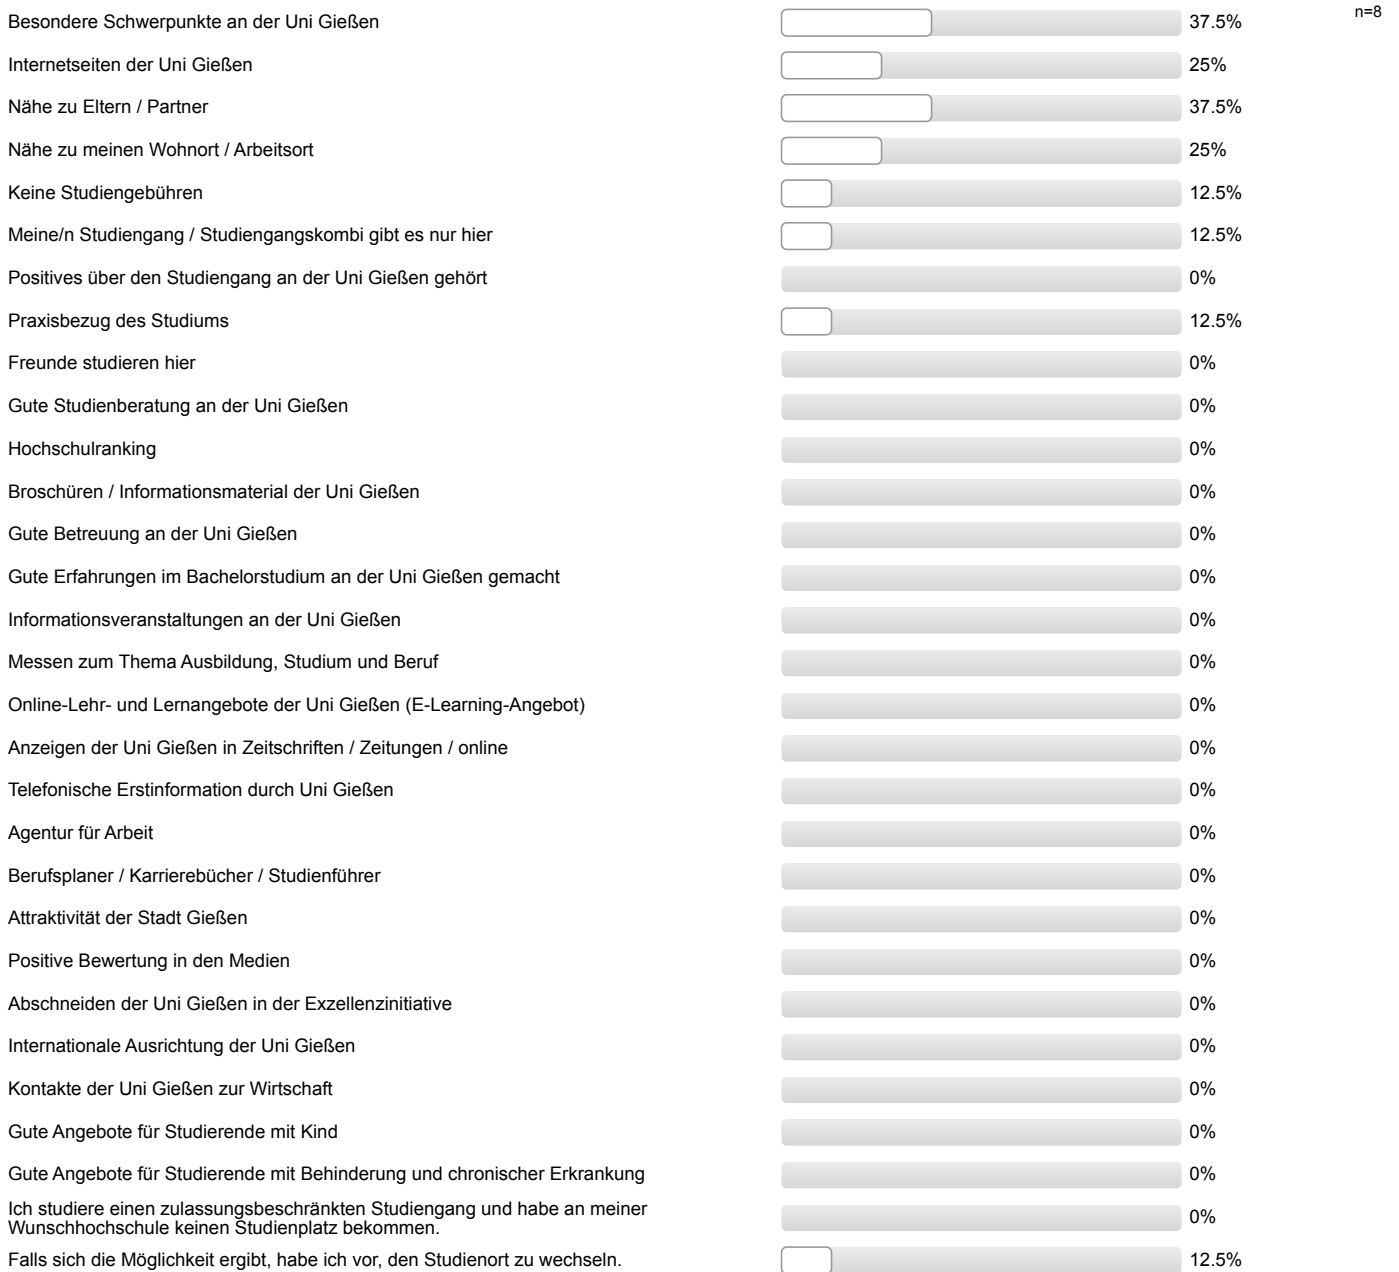 Besondere Schwerpunkte an der Uni Gießen 37.5% n=8
Internetseiten der Uni Gießen 25%
Nähe zu Eltern / Partner 37.5%
Nähe zu meinen Wohnort / Arbeitsort 25%
Keine Studiengebühren 12.5%
Meine/n Studiengang / Studiengangskombi gibt es nur hier 12.5%
Positives über den Studiengang an der Uni Gießen gehört 0%
Praxisbezug des Studiums 12.5%
Freunde studieren hier 0%
Gute Studienberatung an der Uni Gießen 0%
Hochschulranking 0%
Broschüren / Informationsmaterial der Uni Gießen 0%
Gute Betreuung an der Uni Gießen 0%
Gute Erfahrungen im Bachelorstudium an der Uni Gießen gemacht 0%
Informationsveranstaltungen an der Uni Gießen 0%
Messen zum Thema Ausbildung, Studium und Beruf 0%
Online-Lehr- und Lernangebote der Uni Gießen (E-Learning-Angebot) 0%
Anzeigen der Uni Gießen in Zeitschriften / Zeitungen / online 0%
Telefonische Erstinformation durch Uni Gießen 0%
Agentur für Arbeit 0%
Berufsplaner / Karrierebücher / Studienführer 0%
Attraktivität der Stadt Gießen 0%
Positive Bewertung in den Medien 0%
Abschneiden der Uni Gießen in der Exzellenzinitiative 0%
Internationale Ausrichtung der Uni Gießen 0%
Kontakte der Uni Gießen zur Wirtschaft 0%
Gute Angebote für Studierende mit Kind 0%
Gute Angebote für Studierende mit Behinderung und chronischer Erkrankung 0%
Ich studiere einen zulassungsbeschränkten Studiengang und habe an meiner
Wunschhochschule keinen Studienplatz bekommen. 0%
Falls sich die Möglichkeit ergibt, habe ich vor, den Studienort zu wechseln. 12.5%